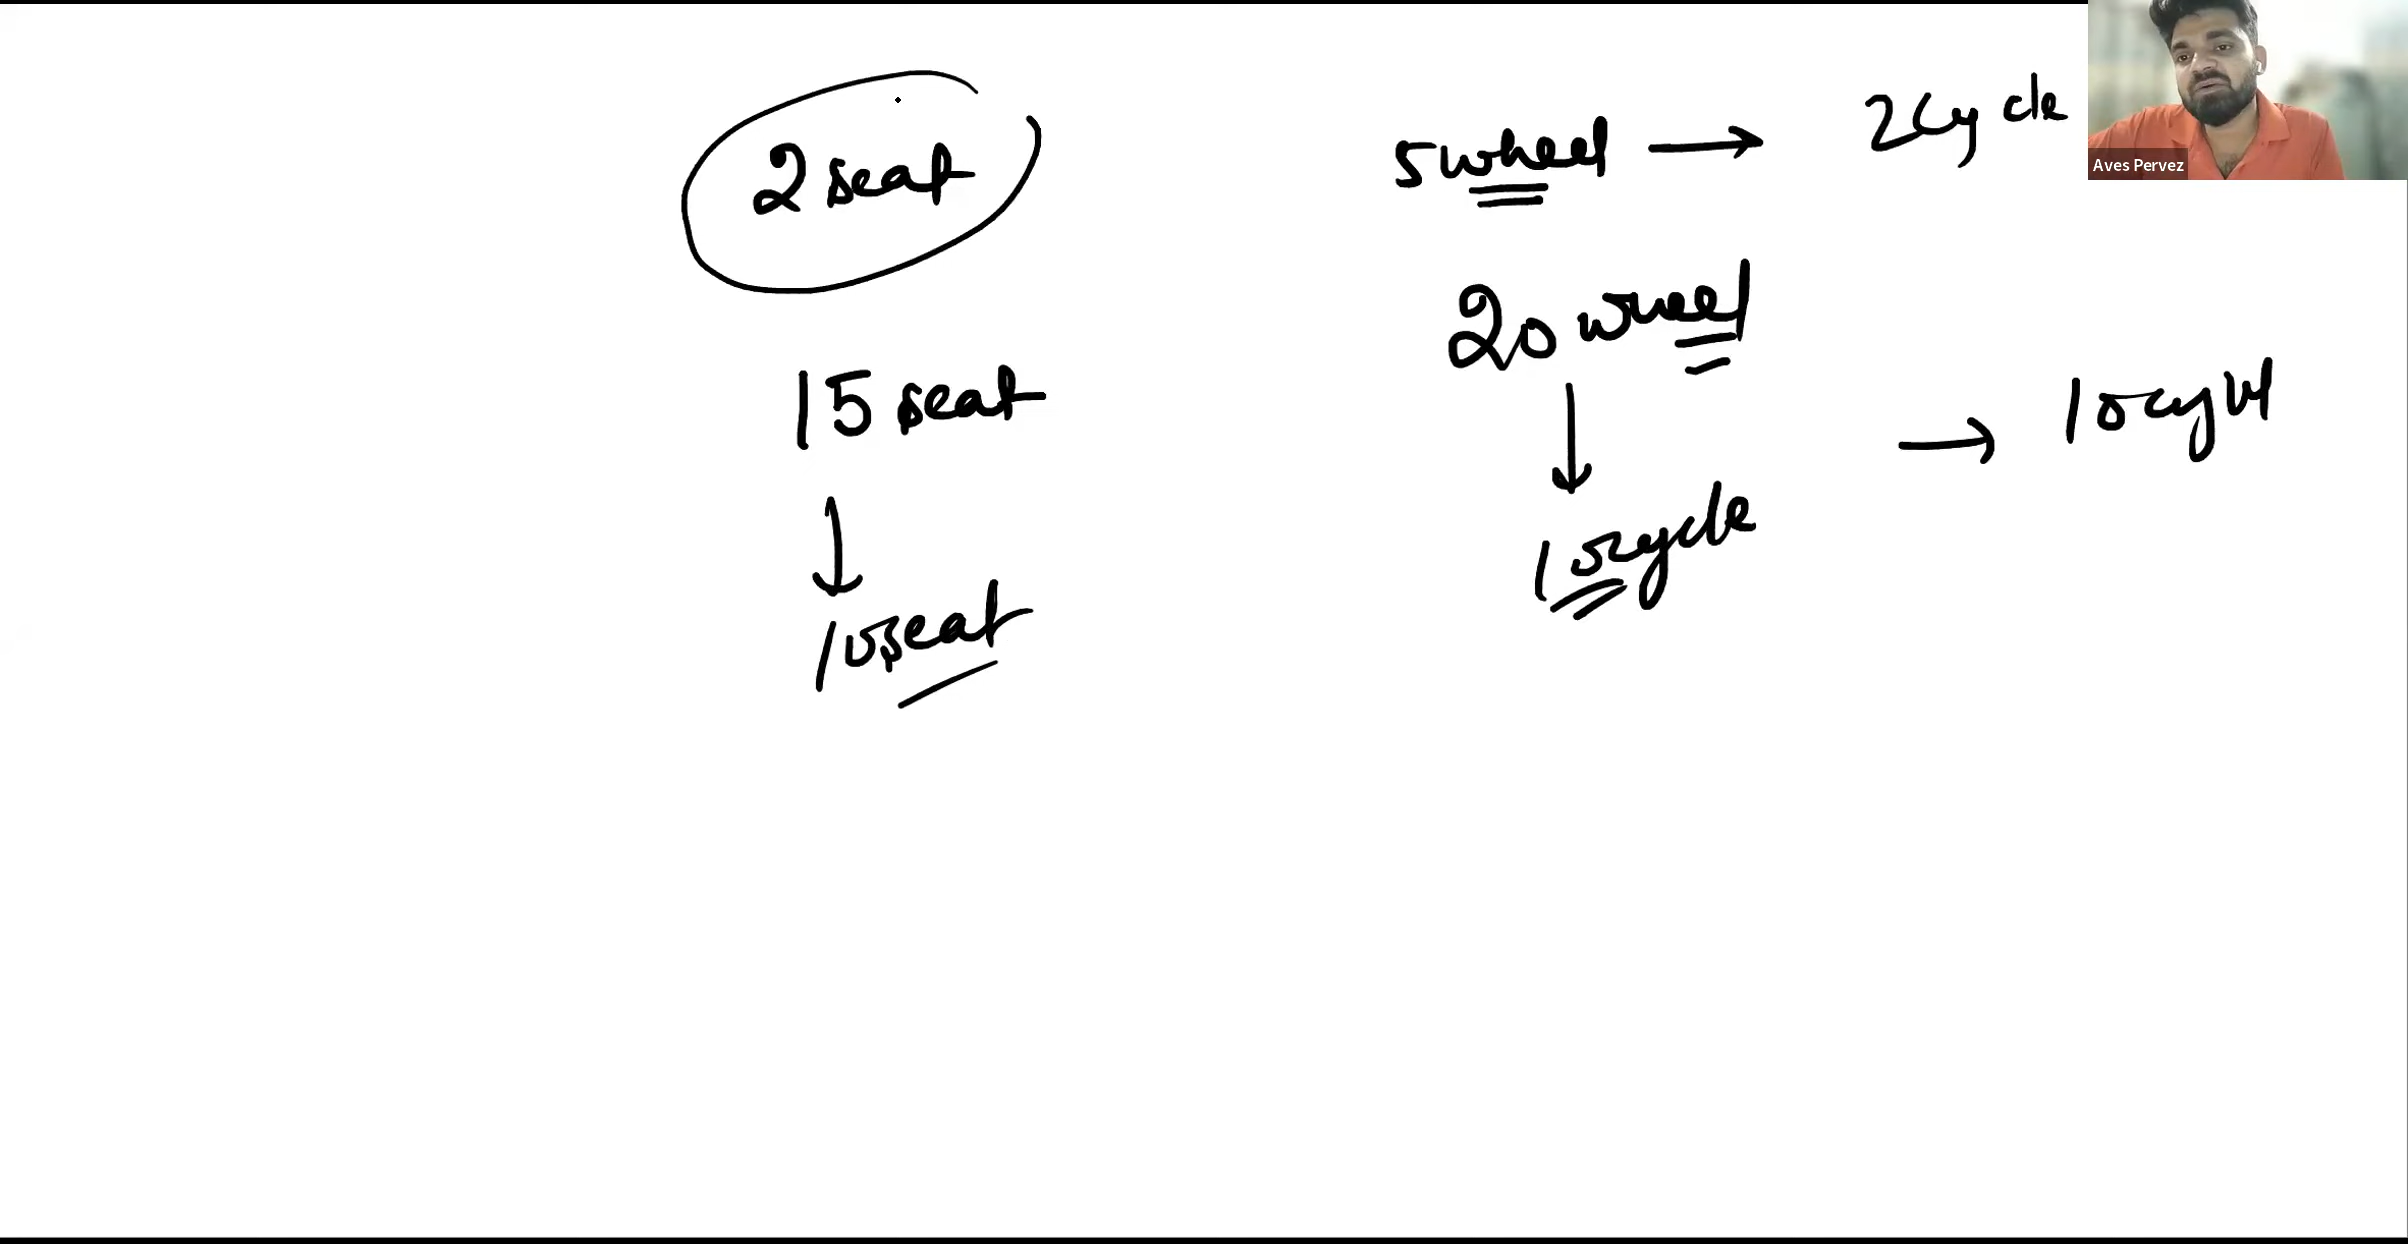 2 seat
5 wheel → 2 Cycle
Aves Pervez
20 wheel
15 seat
→ 10 cycle
↓
↓
10 cycle
10 seat